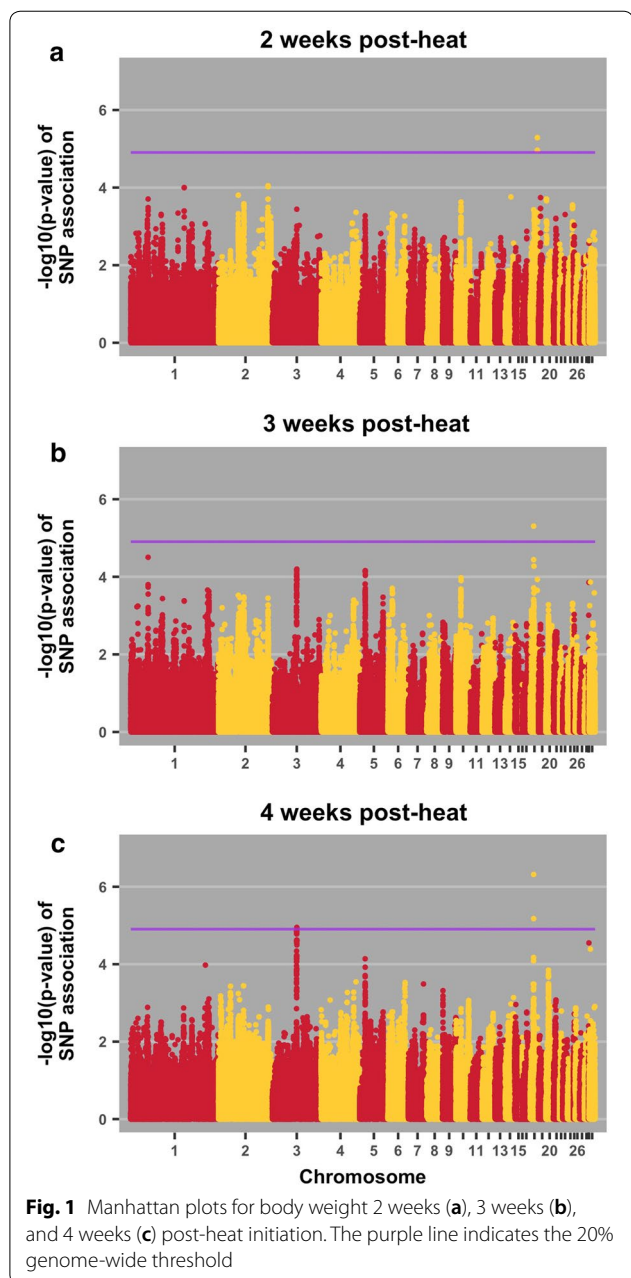 a
2 weeks post-heat
-log10(p-value) of
SNP association
6
4
2
0
1 2 3 4 5 6 7 8 9 11 13 15 20 26
b
3 weeks post-heat
-log10(p-value) of
SNP association
6
4
2
0
1 2 3 4 5 6 7 8 9 11 13 15 20 26
c
4 weeks post-heat
-log10(p-value) of
SNP association
6
4
2
0
1 2 3 4 5 6 7 8 9 11 13 15 20 26
Chromosome
Fig. 1 Manhattan plots for body weight 2 weeks (a), 3 weeks (b),
and 4 weeks (c) post-heat initiation. The purple line indicates the 20%
genome-wide threshold